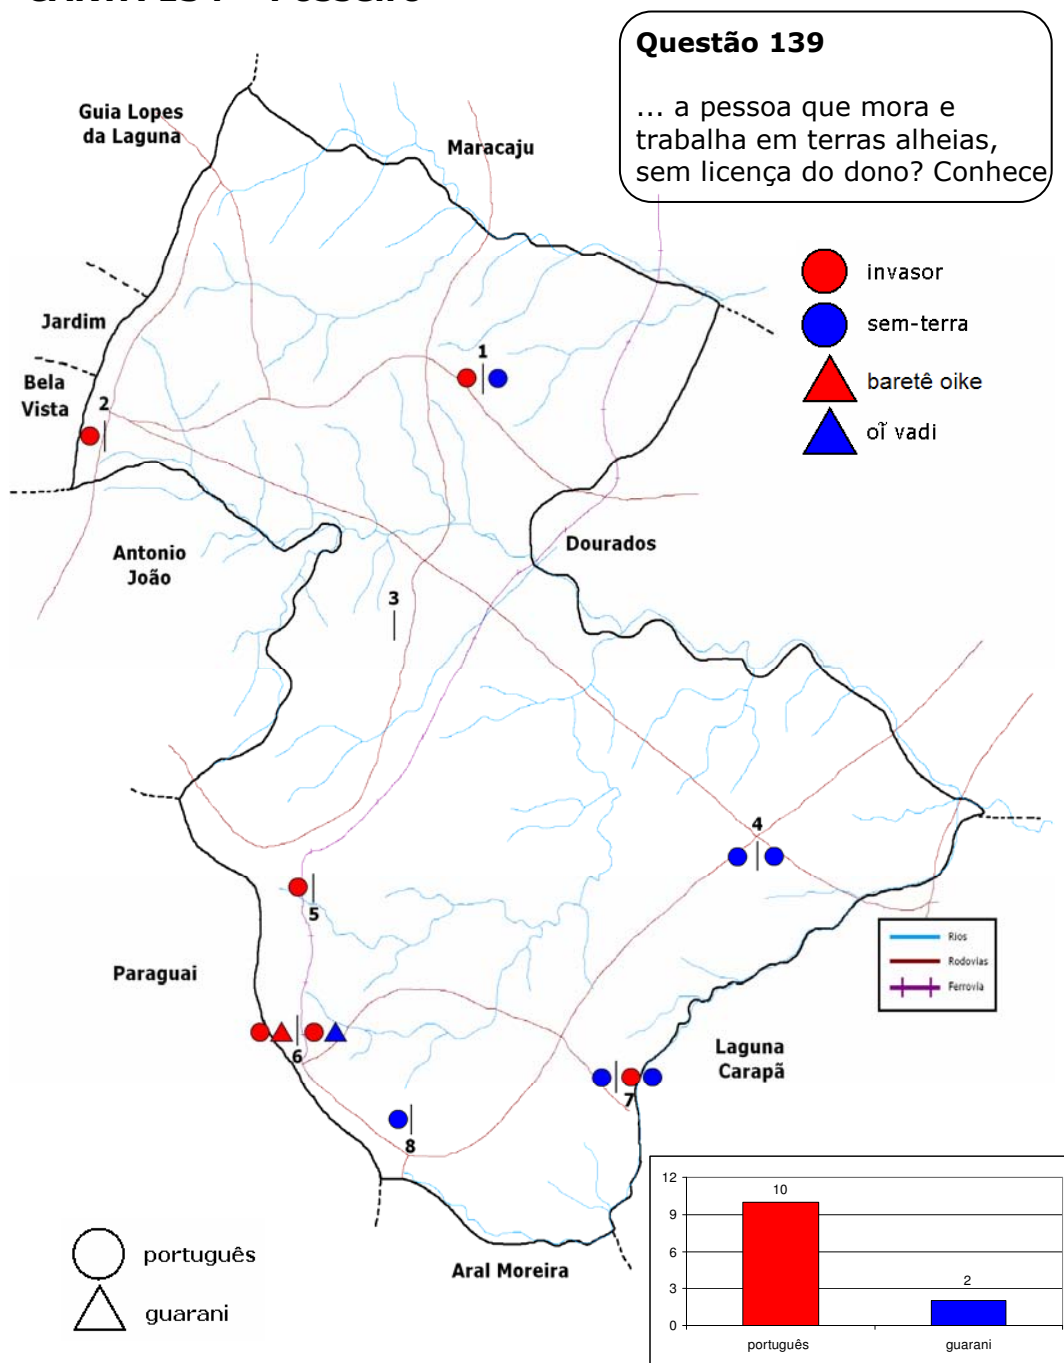 Questão 139
... a pessoa que mora e
trabalha em terras alheias,
sem licença do dono? Conhece
Guia Lopes
da Laguna
Maracaju
invasor
sem-terra
baretê oike
oĩ vadi
Jardim
Bela
Vista
1
2
Antonio
João
Dourados
3
4
5
Paraguai
Rios
Rodovias
Ferrovia
6
Laguna
Carapã
7
8
Aral Moreira
português
guarani
12
9
6
3
0
10
2
português
guarani